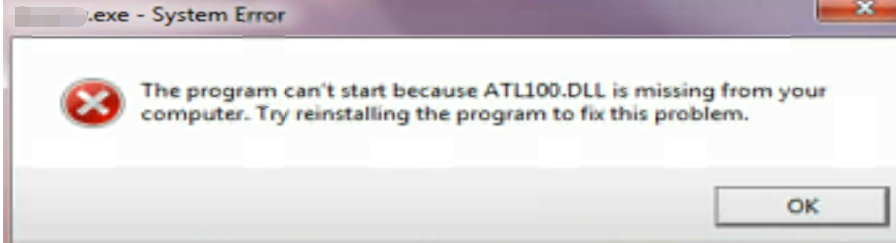 .exe - System Error
The program can't start because ATL100.DLL is missing from your
computer. Try reinstalling the program to fix this problem.
OK